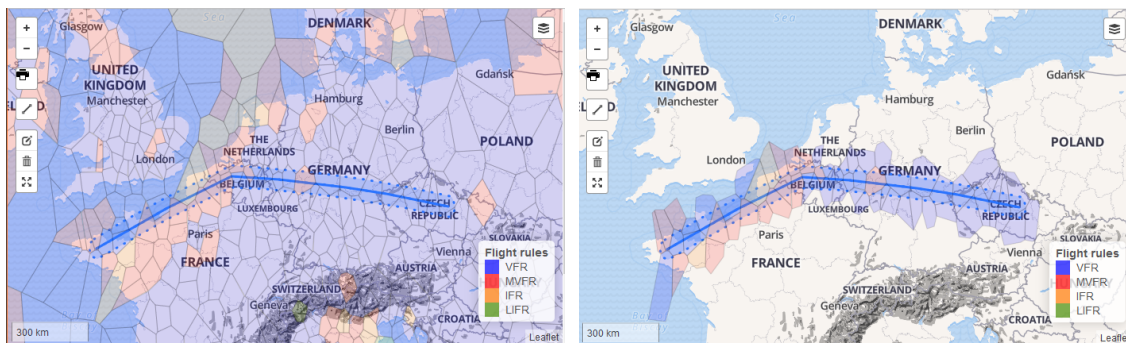 Glasgow
Sea
DENMARK
UNITED
KINGDOM
Manchester
Gdańsk
Hamburg
Berlin
POLAND
THE
NETHERLANDS
London
GERMANY
BELGIUM
LUXEMBOURG
CZECH
REPUBLIC
Paris
SLOVAKIA
Vienna
FRANCE
AUSTRIA
SWITZERLAND
Geneva
CROATIA
Flight rules
VFR
MVFR
IFR
LIFR
300 km
Leaflet
Glasgow
Sea
DENMARK
UNITED
KINGDOM
Manchester
Gdańsk
Hamburg
Berlin
POLAND
THE
NETHERLANDS
London
GERMANY
BELGIUM
LUXEMBOURG
CZECH
REPUBLIC
Paris
SLOVAKIA
Vienna
FRANCE
AUSTRIA
SWITZERLAND
Geneva
CROATIA
Flight rules
VFR
MVFR
IFR
LIFR
300 km
Leaflet